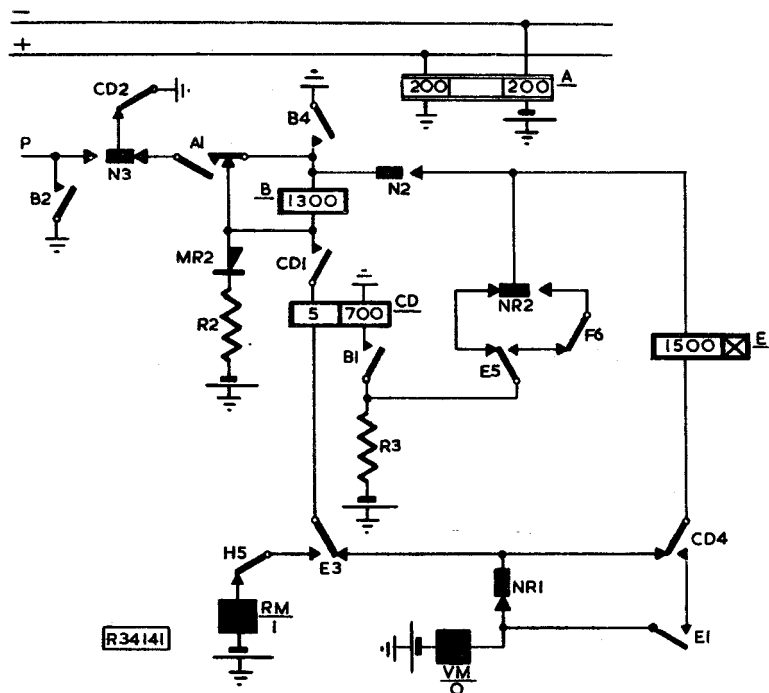 −
+
A
200
200
CD2
B4
P
A1
N3
B2
B
1300
N2
CD1
MR2
NR2
R2
5
700
CD
F6
E
1500
B1
E5
R3
H5
E3
CD4
NR1
RM
1
E1
R34141
VM
O